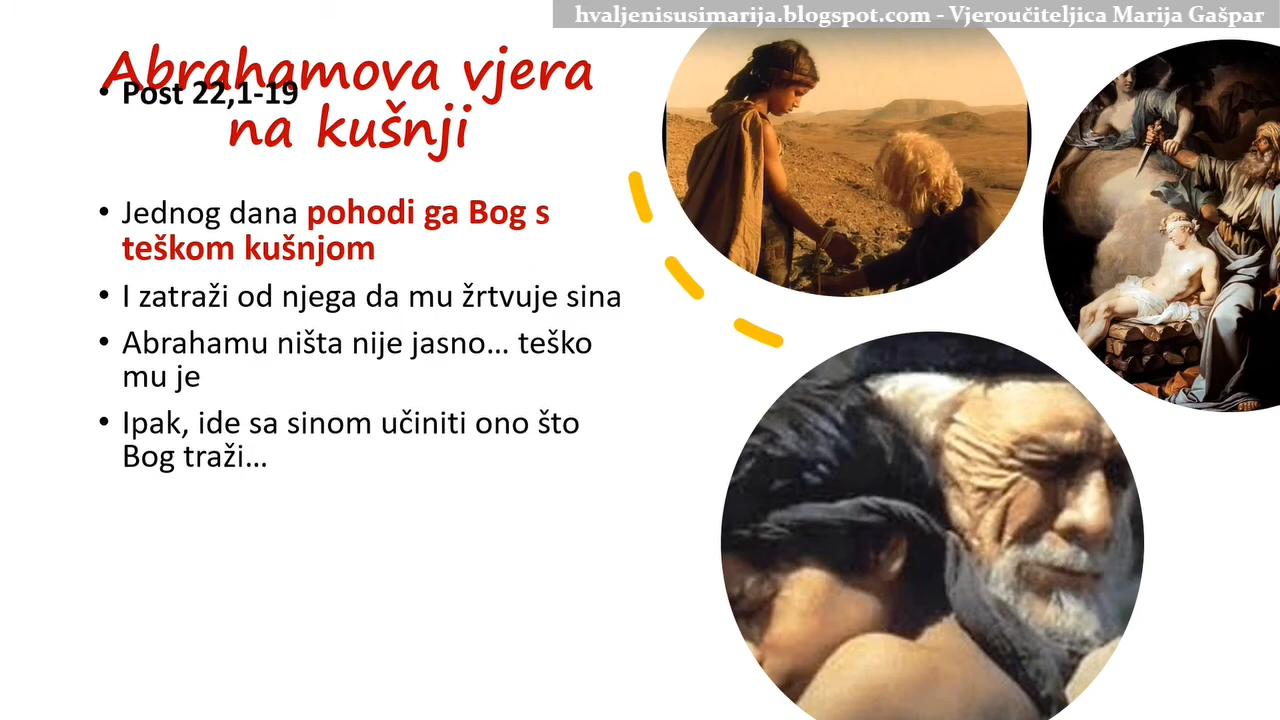 hvaljenisusimarija.blogspot.com - Vjeroučiteljica Marija Gašpar
Abrahamova vjera
na kušnji
• Post 22,1-19
• Jednog dana pohodi ga Bog s
teškom kušnjom
• I zatraži od njega da mu žrtvuje sina
• Abrahamu ništa nije jasno... teško
mu je
• Ipak, ide sa sinom učiniti ono što
Bog traži...